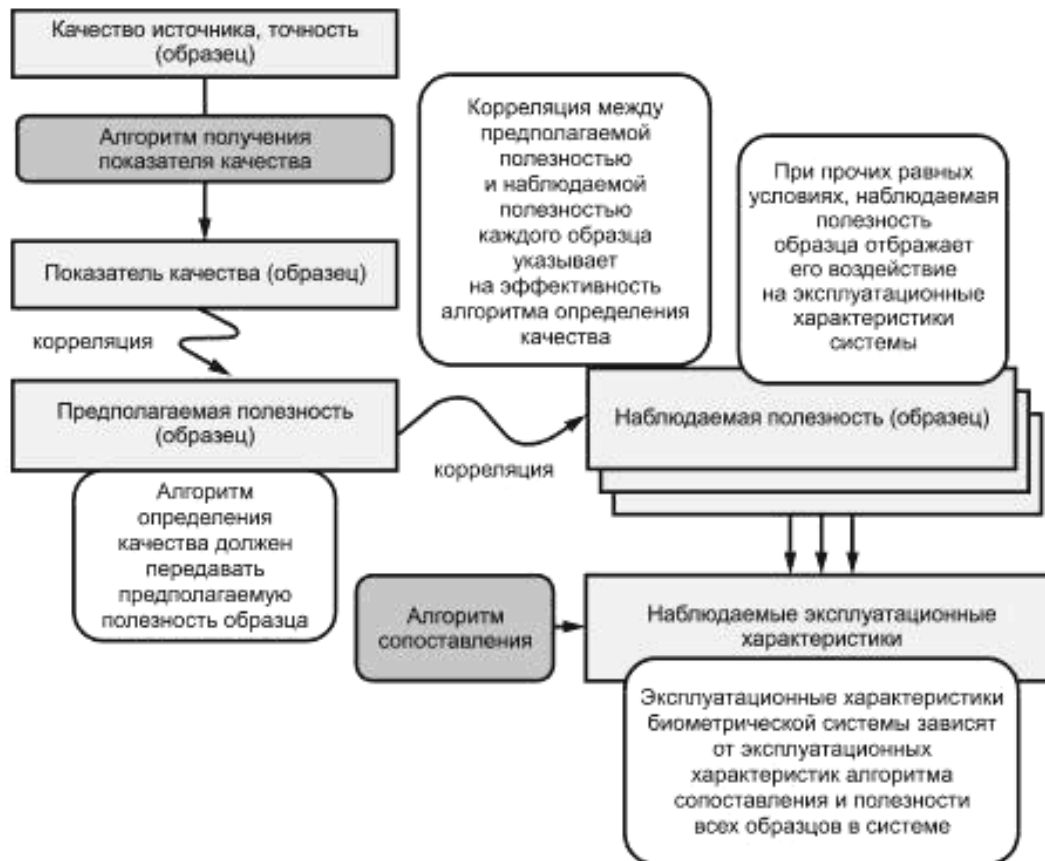 Качество источника, точность
(образец)
Алгоритм получения
показателя качества
Показатель качества (образец)
корреляция
Предполагаемая полезность
(образец)
Алгоритм
определения
качества должен
передавать
предполагаемую
полезность образца
корреляция
Корреляция между
предполагаемой
полезностью
и наблюдаемой
полезностью
каждого образца
указывает
на эффективность
алгоритма определения
качества
При прочих равных
условиях, наблюдаемая
полезность
образца отбражает
его воздействие
на эксплуатационные
характеристики
системы
Наблюдаемая полезность (образец)
Алгоритм
сопоставления
Наблюдаемые эксплуатационные
характеристики
Эксплуатационные характеристики
биометрической системы зависят
от эксплуатационных
характеристик алгоритма
сопоставления и полезности
всех образцов в системе